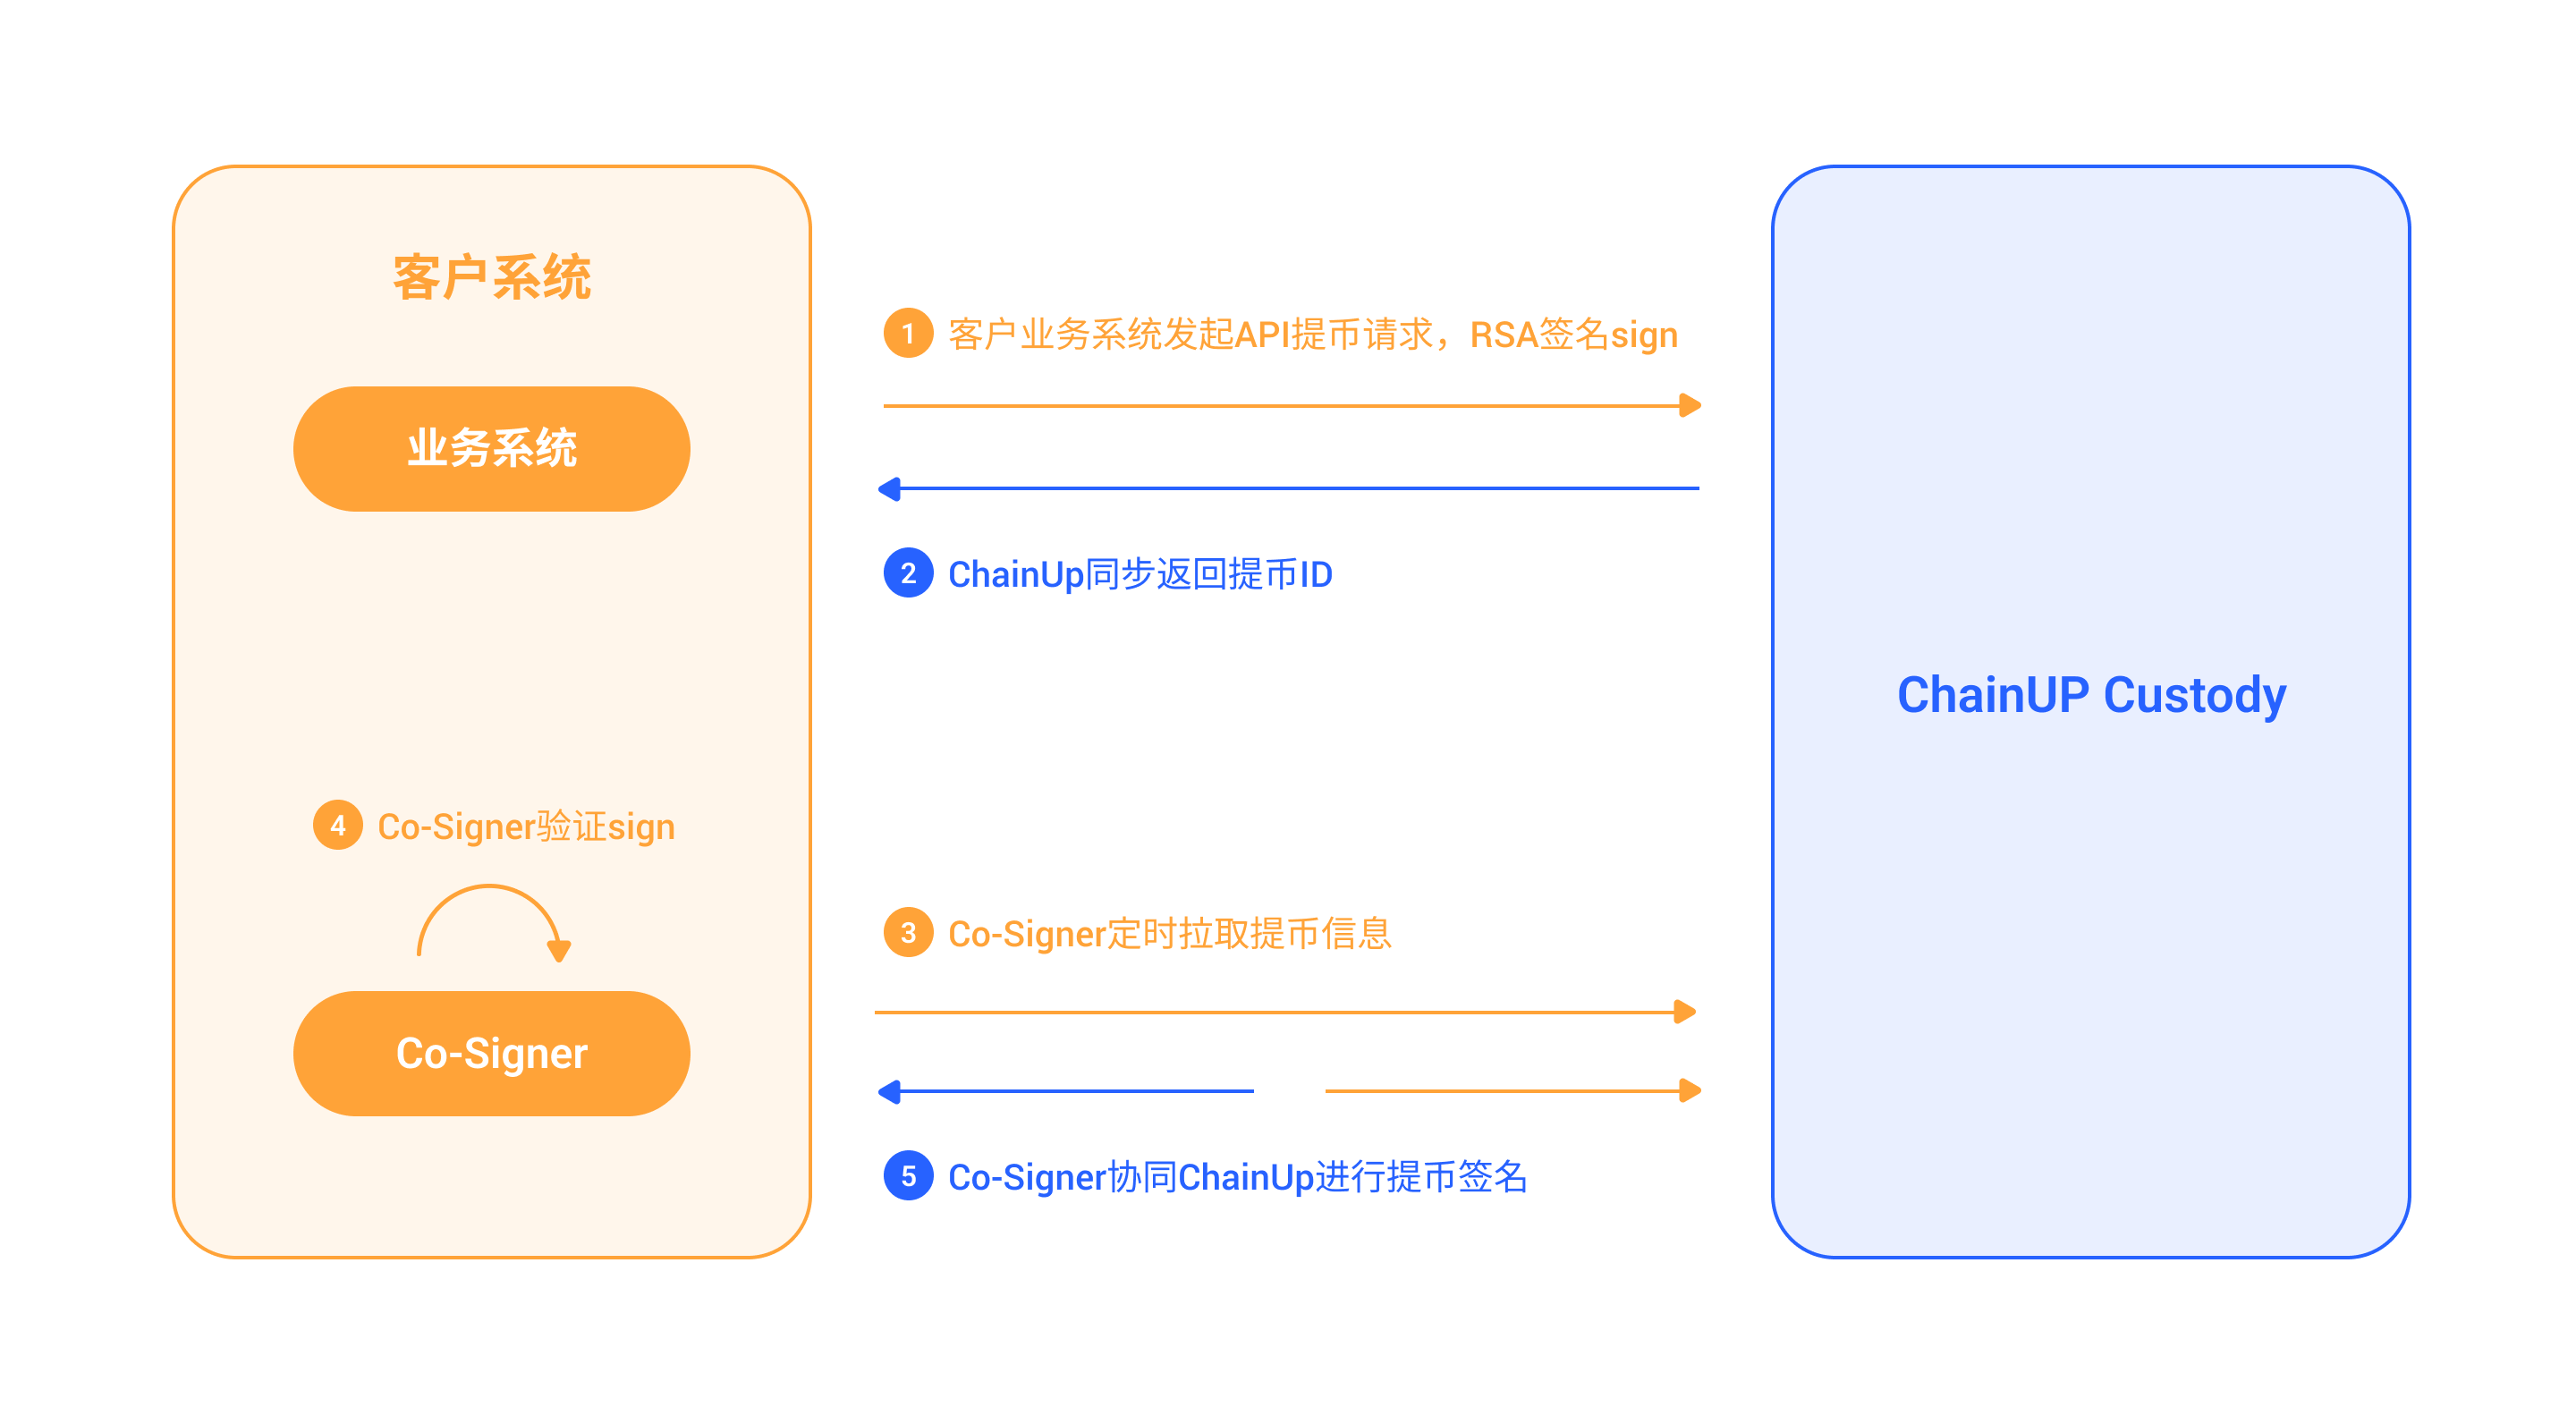 客户系统
业务系统
1 客户业务系统发起API提币请求，RSA签名sign
2 ChainUp同步返回提币ID
ChainUP Custody
4 Co-Signer验证sign
3 Co-Signer定时拉取提币信息
Co-Signer
5 Co-Signer协同ChainUp进行提币签名